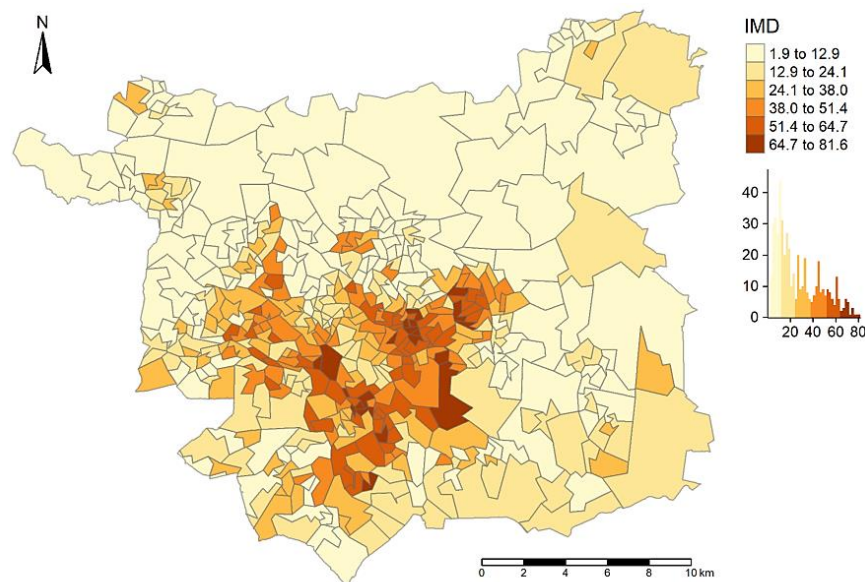 N
IMD
1.9 to 12.9
12.9 to 24.1
24.1 to 38.0
38.0 to 51.4
51.4 to 64.7
64.7 to 81.6
40
30
20
10
0
20 40 60 80
0 2 4 6 8 10 km